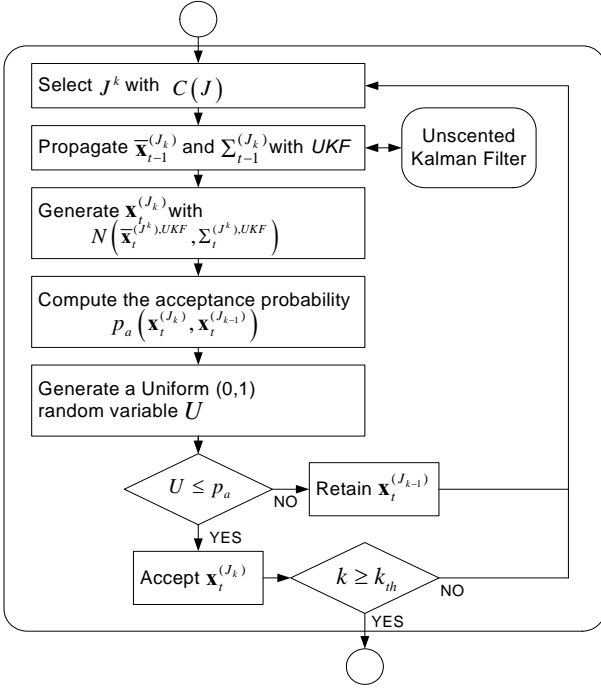 Select J^k with C(J)
Propagate x̄_{t-1}^{(J_k)} and Σ_{t-1}^{(J_k)} with UKF
Unscented
Kalman Filter
Generate x_t^{(J_k)} with
N(x̄_t^{(J^k),UKF}, Σ_t^{(J^k),UKF})
Compute the acceptance probability
p_a(x_t^{(J_k)}, x_t^{(J_{k-1})})
Generate a Uniform (0,1)
random variable U
U ≤ p_a
NO
Retain x_t^{(J_{k-1})}
YES
Accept x_t^{(J_k)}
k ≥ k_{th}
NO
YES